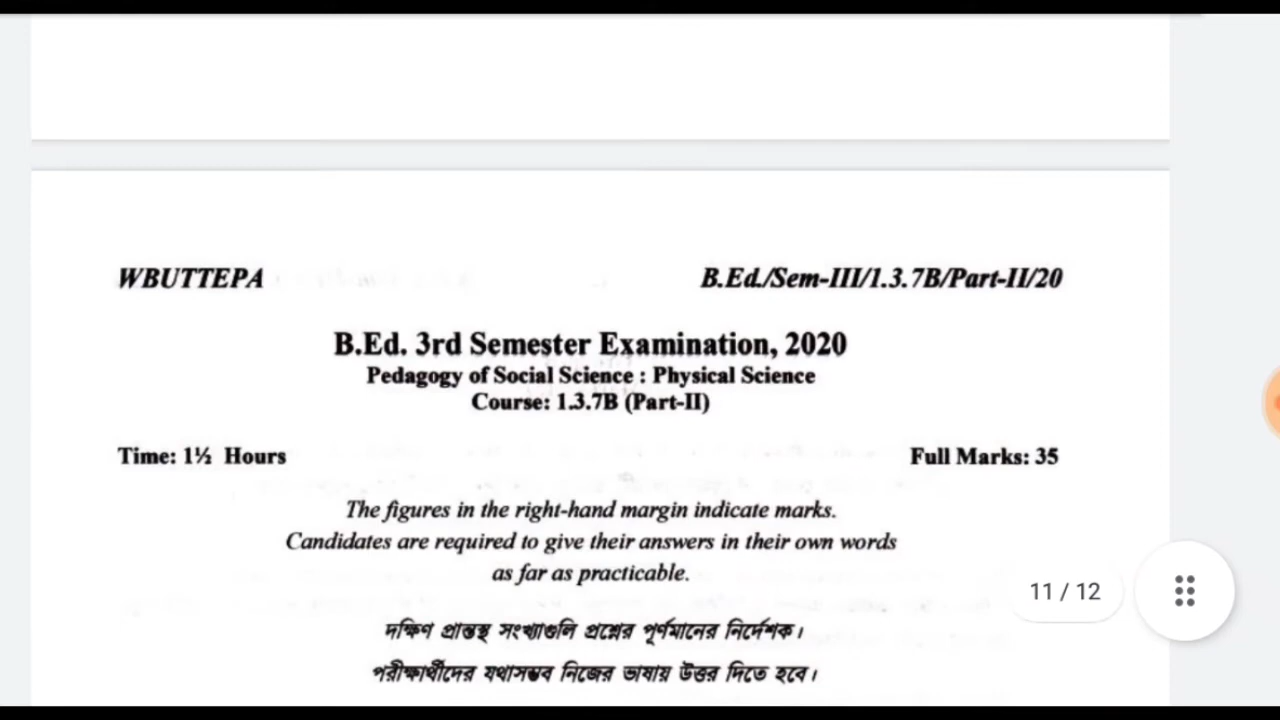 WBUTTEPA B.Ed./Sem-III/1.3.7B/Part-II/20
B.Ed. 3rd Semester Examination, 2020
Pedagogy of Social Science : Physical Science
Course: 1.3.7B (Part-II)
Time: 1½ Hours Full Marks: 35
The figures in the right-hand margin indicate marks.
Candidates are required to give their answers in their own words
as far as practicable.
11 / 12
দক্ষিণ প্রান্তস্থ সংখ্যাগুলি প্রশ্নের পূর্ণমানের নির্দেশক।
পরীক্ষার্থীদের যথাসম্ভব নিজের ভাষায় উত্তর দিতে হবে।